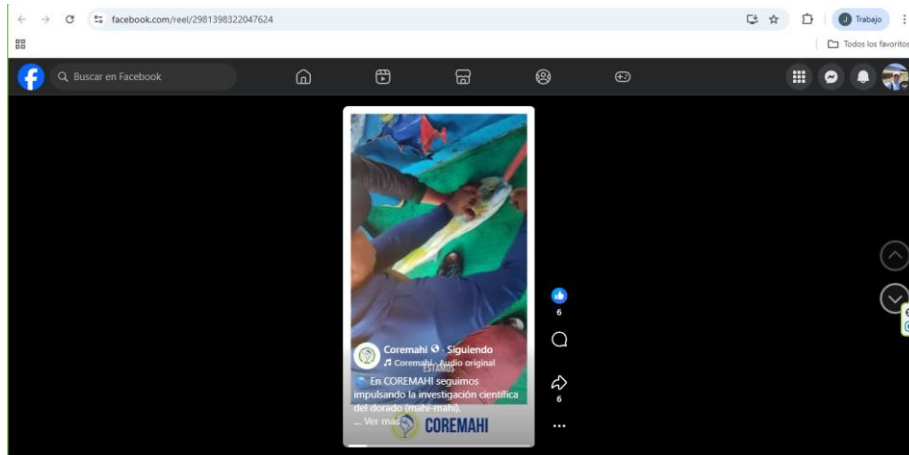 facebook.com/reel/2981398322047624
J Trabajo
Todos los favoritos
Buscar en Facebook
Coremahi · Siguiendo
Coremahi · Audio original
ESTAMOS
En COREMAHI seguimos
impulsando la investigación científica
del dorado (mahi-mahi).
... Ver más
COREMAHI
6
6